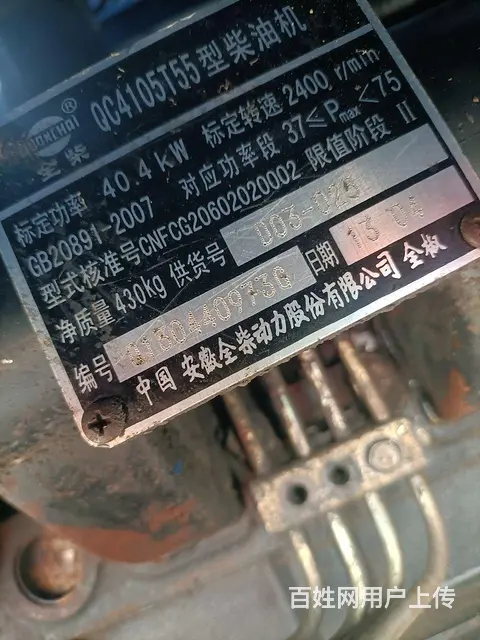 QUANCHAI
®
全柴
QC4105T55型柴油机
标定功率 40.4kW 标定转速 2400 r/min
GB20891-2007 对应功率段 37≤Pmax≤75
型式核准号CNFCG20602020002 限值阶段 II
净质量 430kg 供货号 003-026 日期 13 04
编号 Q130440973G
中国 安徽全柴动力股份有限公司 全椒
百姓网用户上传